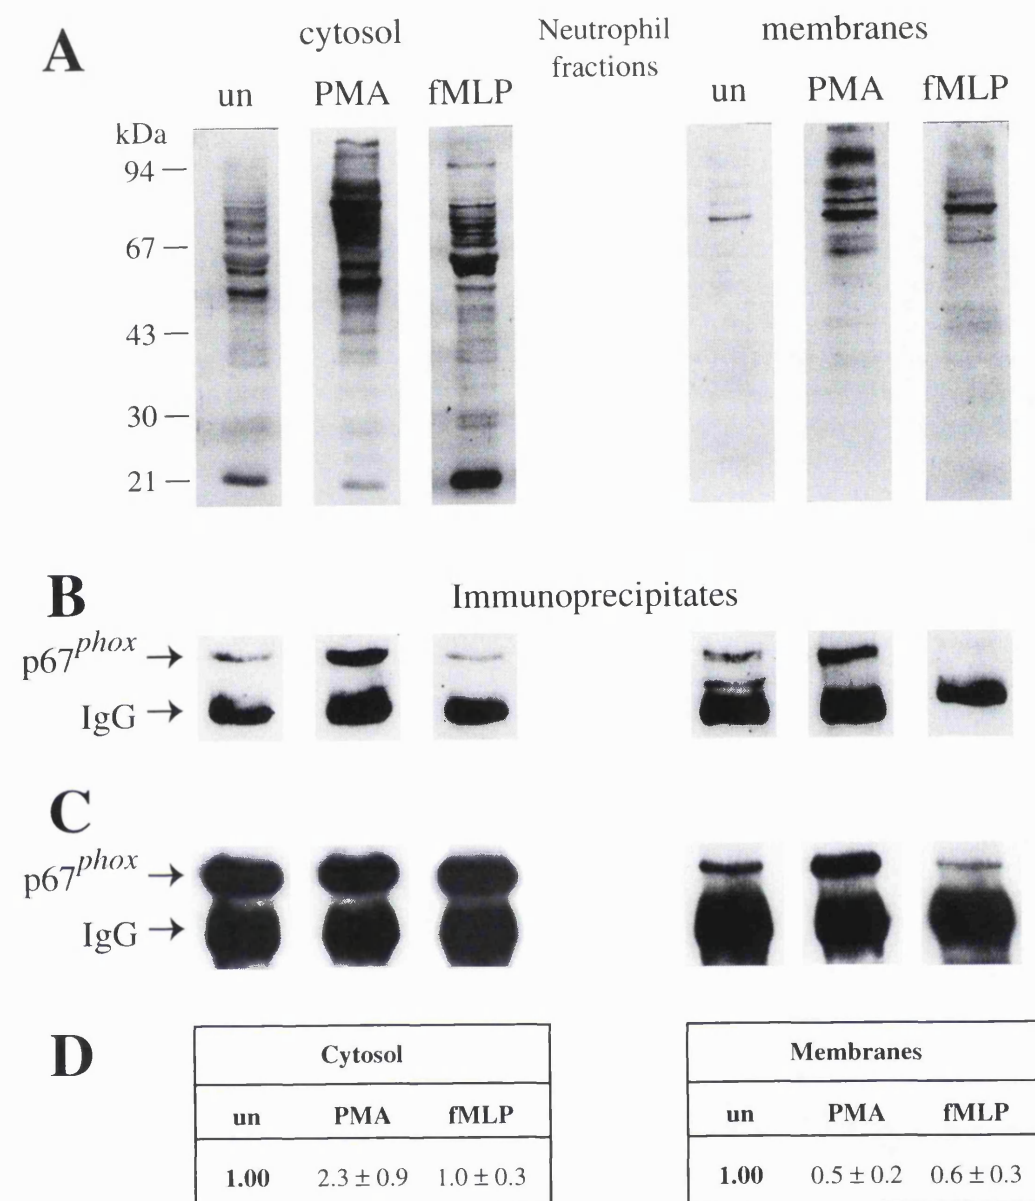 A
cytosol
Neutrophil
fractions
membranes
un PMA fMLP
un PMA fMLP
kDa
94
67
43
30
21
B
Immunoprecipitates
p67phox →
IgG →
C
p67phox →
IgG →
D
Cytosol
un PMA fMLP
1.00 2.3 ± 0.9 1.0 ± 0.3
Membranes
un PMA fMLP
1.00 0.5 ± 0.2 0.6 ± 0.3